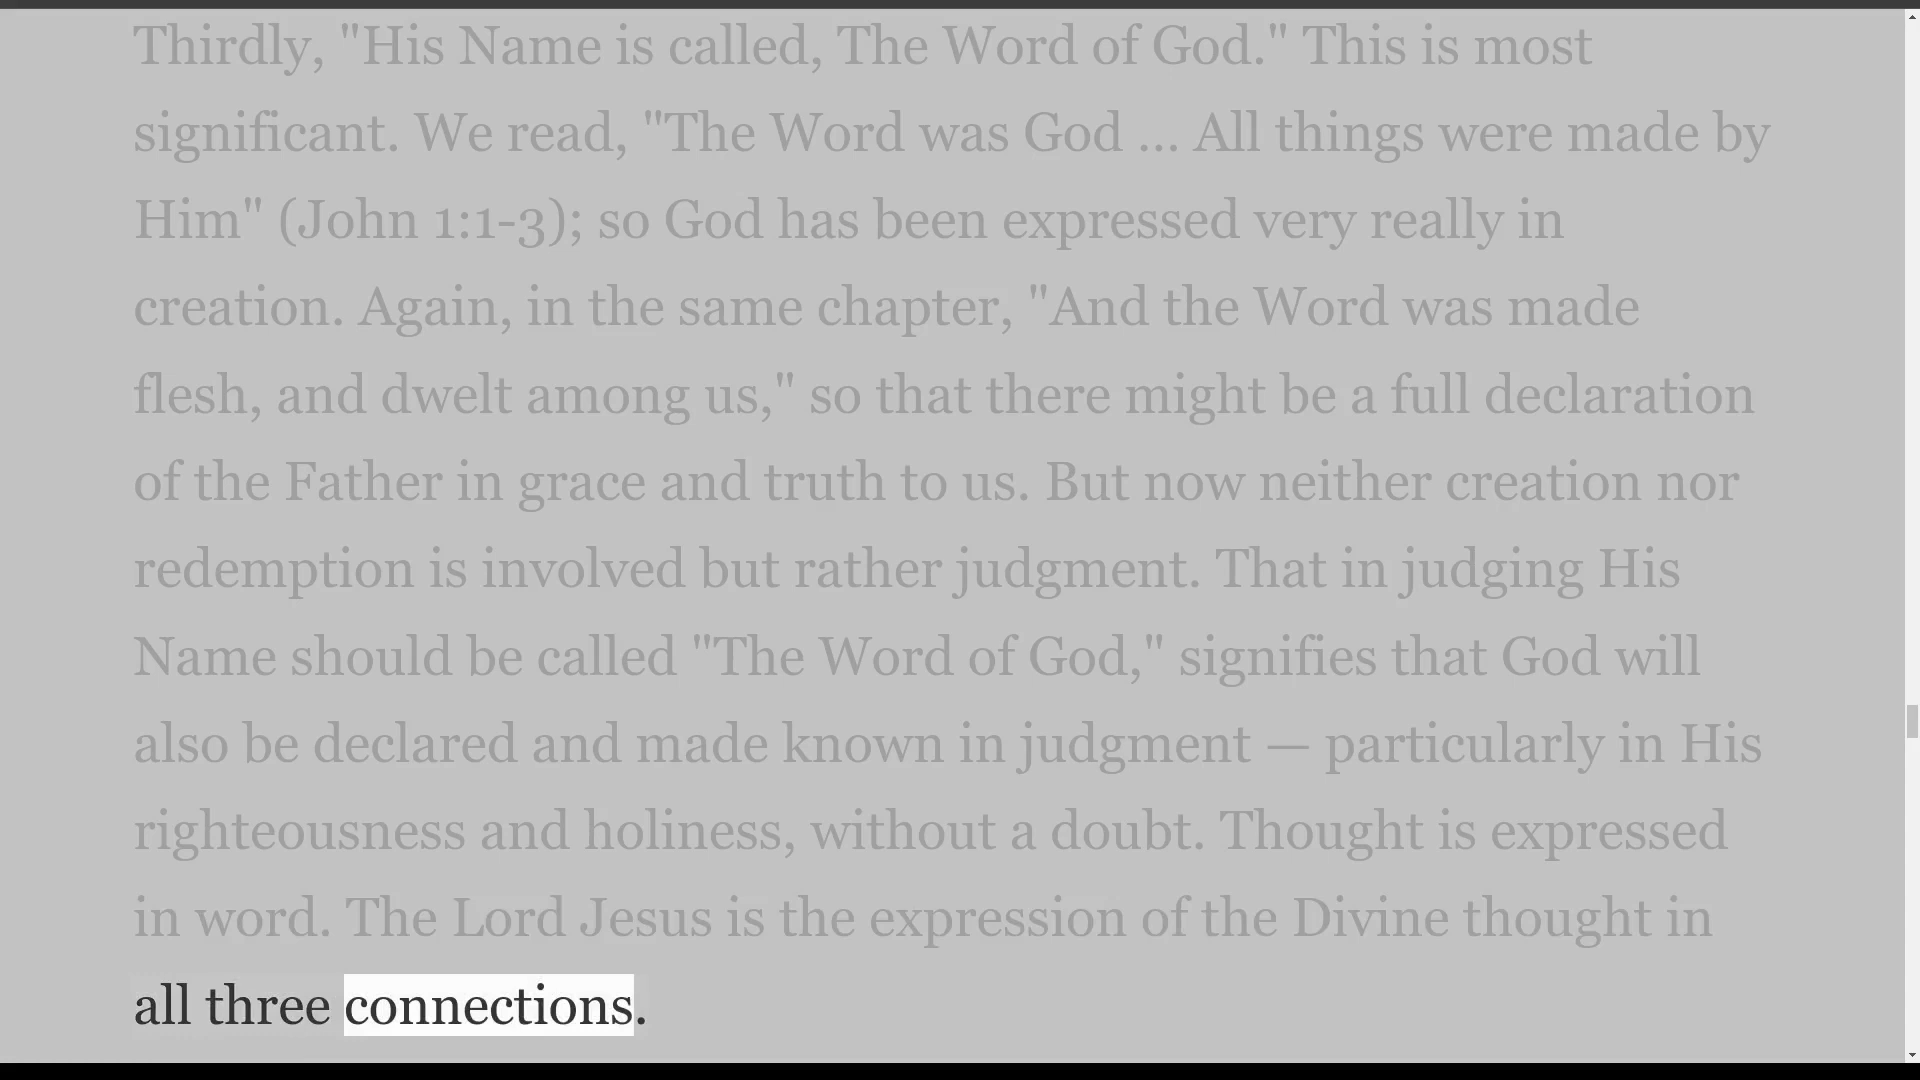 Thirdly, "His Name is called, The Word of God." This is most
significant. We read, "The Word was God ... All things were made by
Him" (John 1:1-3); so God has been expressed very really in
creation. Again, in the same chapter, "And the Word was made
flesh, and dwelt among us," so that there might be a full declaration
of the Father in grace and truth to us. But now neither creation nor
redemption is involved but rather judgment. That in judging His
Name should be called "The Word of God," signifies that God will
also be declared and made known in judgment — particularly in His
righteousness and holiness, without a doubt. Thought is expressed
in word. The Lord Jesus is the expression of the Divine thought in
all three connections.